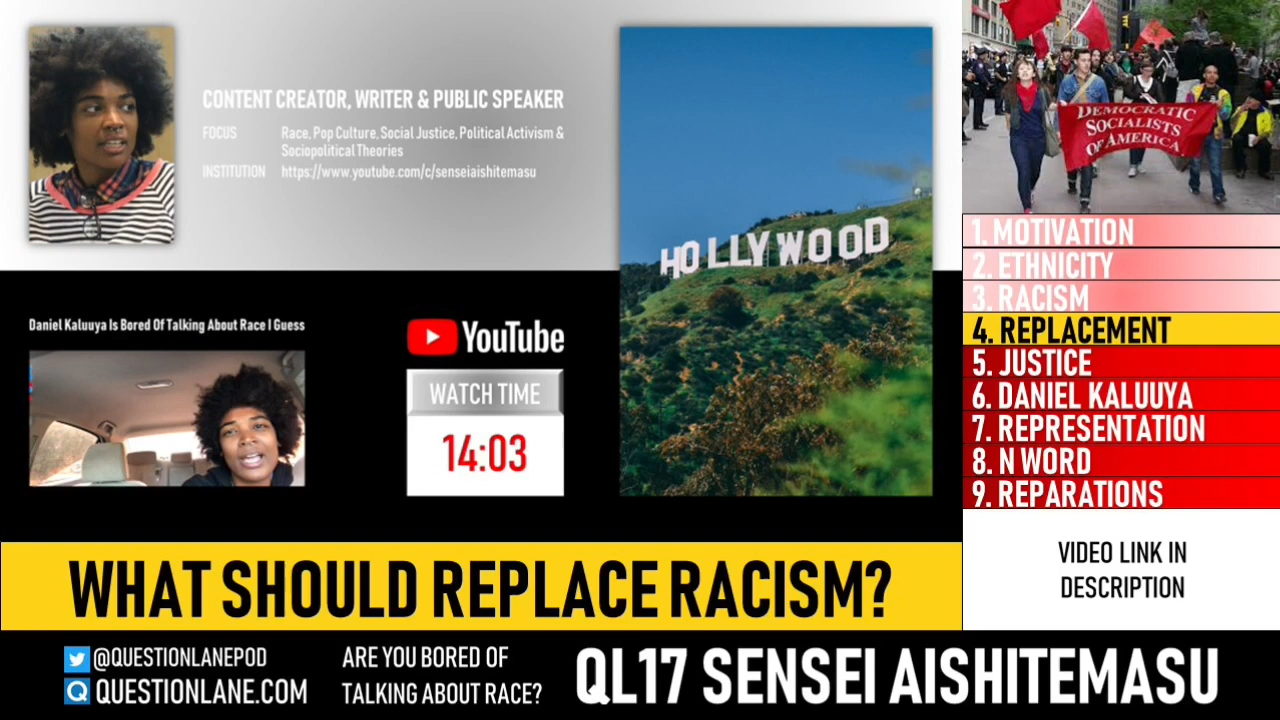 CONTENT CREATOR, WRITER & PUBLIC SPEAKER
FOCUS Race, Pop Culture, Social Justice, Political Activism &
Sociopolitical Theories
INSTITUTION https://www.youtube.com/c/senseiaishitemasu
HOLLYWOOD
Daniel Kaluuya Is Bored Of Talking About Race I Guess
YouTube
WATCH TIME
14:03
DEMOCRATIC
SOCIALISTS
OF AMERICA
1. MOTIVATION
2. ETHNICITY
3. RACISM
4. REPLACEMENT
5. JUSTICE
6. DANIEL KALUUYA
7. REPRESENTATION
8. N WORD
9. REPARATIONS
VIDEO LINK IN
DESCRIPTION
WHAT SHOULD REPLACE RACISM?
@QUESTIONLANEPOD
QUESTIONLANE.COM
ARE YOU BORED OF
TALKING ABOUT RACE?
QL17 SENSEI AISHITEMASU